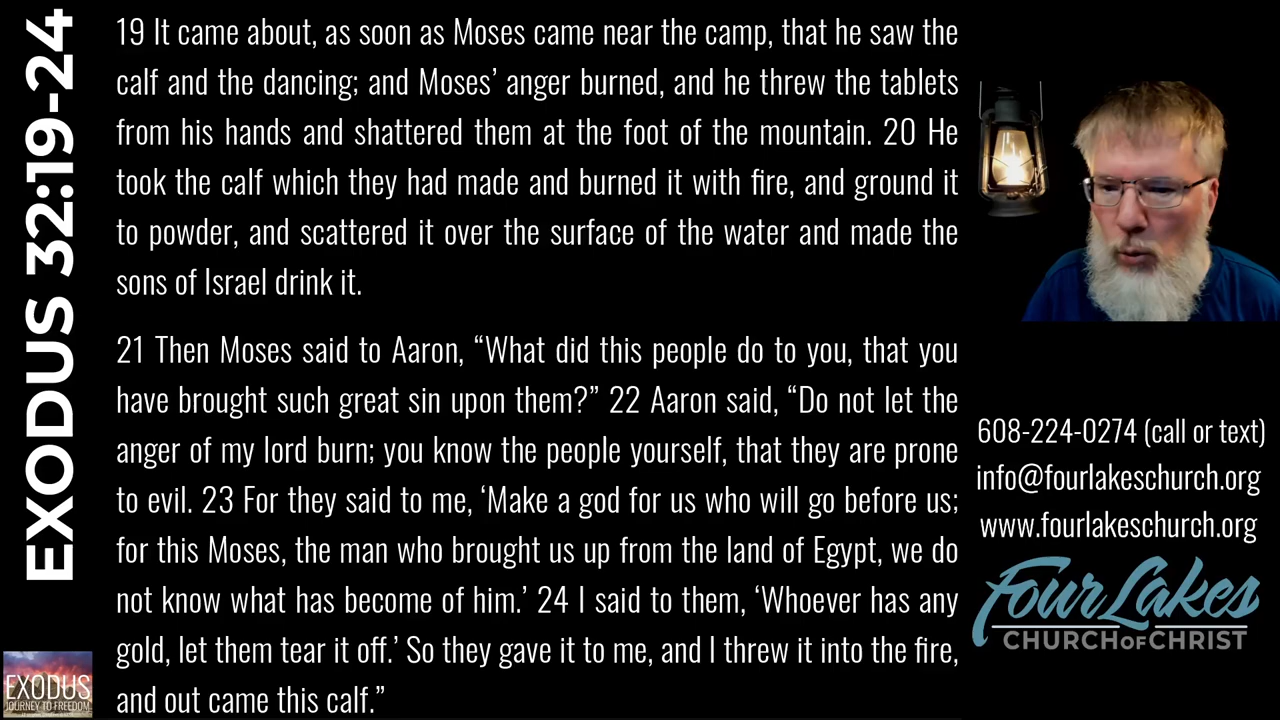 EXODUS 32:19-24
19 It came about, as soon as Moses came near the camp, that he saw the
calf and the dancing; and Moses’ anger burned, and he threw the tablets
from his hands and shattered them at the foot of the mountain. 20 He
took the calf which they had made and burned it with fire, and ground it
to powder, and scattered it over the surface of the water and made the
sons of Israel drink it.
21 Then Moses said to Aaron, “What did this people do to you, that you
have brought such great sin upon them?” 22 Aaron said, “Do not let the
anger of my lord burn; you know the people yourself, that they are prone
to evil. 23 For they said to me, ‘Make a god for us who will go before us;
for this Moses, the man who brought us up from the land of Egypt, we do
not know what has become of him.’ 24 I said to them, ‘Whoever has any
gold, let them tear it off.’ So they gave it to me, and I threw it into the fire,
and out came this calf.”
608-224-0274 (call or text)
info@fourlakeschurch.org
www.fourlakeschurch.org
Four Lakes
CHURCH OF CHRIST
EXODUS
JOURNEY TO FREEDOM